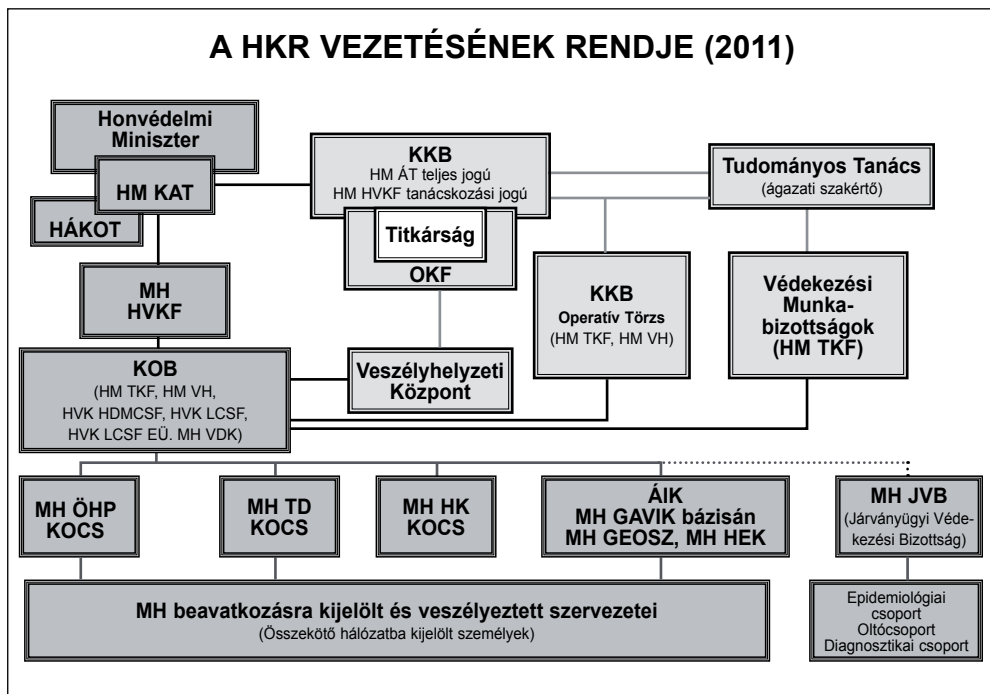 A HKR VEZETÉSÉNEK RENDJE (2011)
Honvédelmi
Miniszter
HM KAT
HÁKOT
KKB
HM ÁT teljes jogú
HM HVKF tanácskozási jogú
Titkárság
OKF
Tudományos Tanács
(ágazati szakértő)
MH
HVKF
KKB
Operatív Törzs
(HM TKF, HM VH)
Védekezési
Munka-
bizottságok
(HM TKF)
KOB
(HM TKF, HM VH,
HVK HDMCSF, HVK LCSF,
HVK LCSF EÜ. MH VDK)
Veszélyhelyzeti
Központ
MH ÖHP
KOCS
MH TD
KOCS
MH HK
KOCS
ÁIK
MH GAVIK bázisán
MH GEOSZ, MH HEK
MH JVB
(Járványügyi Véde-
kezési Bizottság)
MH beavatkozásra kijelölt és veszélyeztett szervezetei
(Összekötő hálózatba kijelölt személyek)
Epidemiológiai
csoport
Oltócsoport
Diagnosztikai csoport